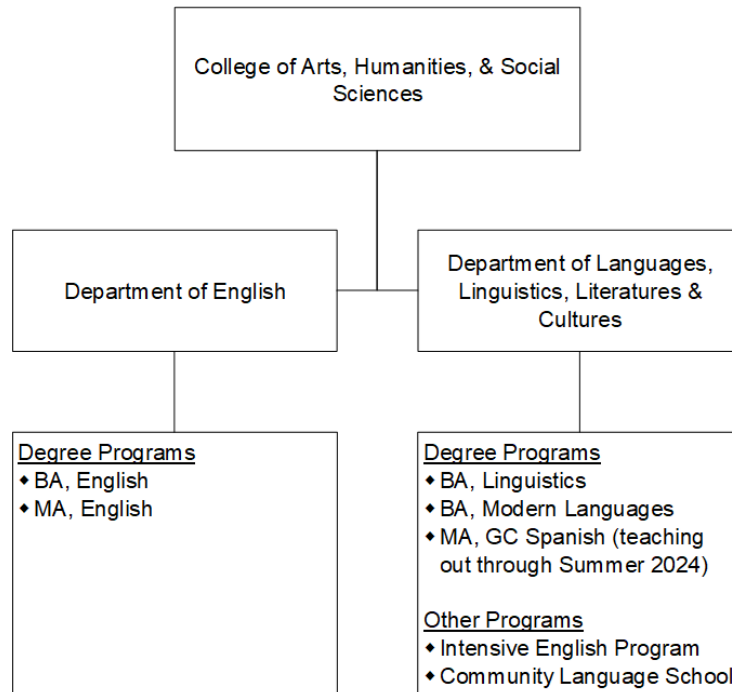 College of Arts, Humanities, & Social
Sciences
Department of English
Department of Languages,
Linguistics, Literatures &
Cultures
Degree Programs
◆ BA, English
◆ MA, English
Degree Programs
◆ BA, Linguistics
◆ BA, Modern Languages
◆ MA, GC Spanish (teaching
out through Summer 2024)
Other Programs
◆ Intensive English Program
◆ Community Language School